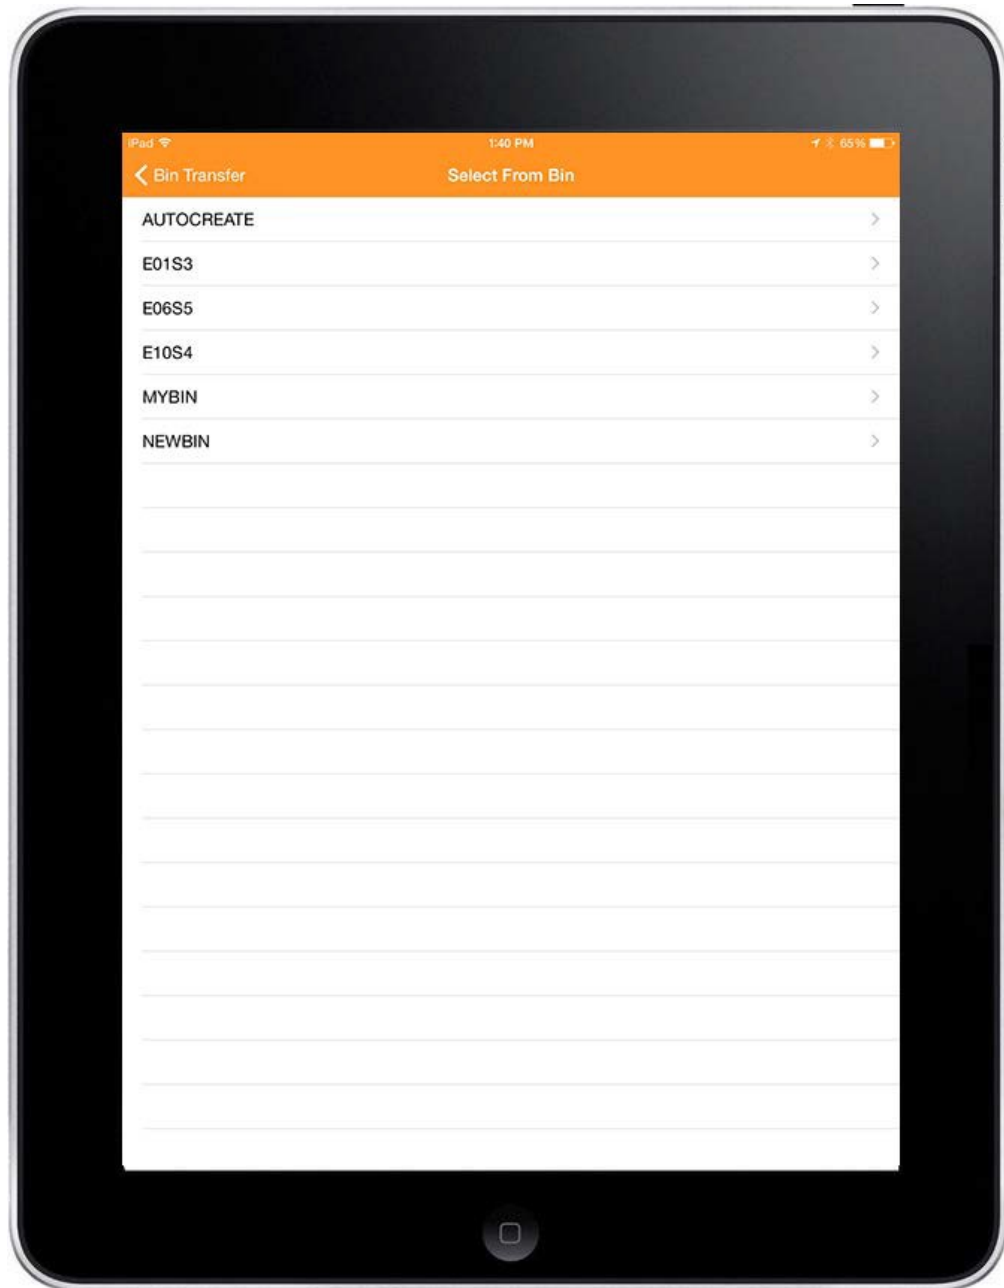 iPad 1:40 PM 65%
Bin Transfer Select From Bin
AUTOCREATE
E01S3
E06S5
E10S4
MYBIN
NEWBIN